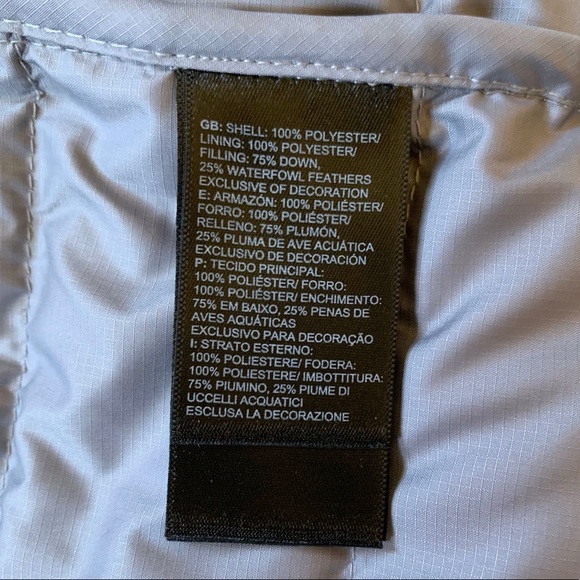 GB: SHELL: 100% POLYESTER/
LINING: 100% POLYESTER/
FILLING: 75% DOWN,
25% WATERFOWL FEATHERS
EXCLUSIVE OF DECORATION
E: ARMAZÓN: 100% POLIÉSTER/
FORRO: 100% POLIÉSTER/
RELLENO: 75% PLUMÓN,
25% PLUMA DE AVE ACUÁTICA
EXCLUSIVO DE DECORACIÓN
P: TECIDO PRINCIPAL:
100% POLIÉSTER/ FORRO:
100% POLIÉSTER/ ENCHIMENTO:
75% EM BAIXO, 25% PENAS DE
AVES AQUÁTICAS
EXCLUSIVO PARA DECORAÇÃO
I: STRATO ESTERNO:
100% POLIESTERE/ FODERA:
100% POLIESTERE/ IMBOTTITURA:
75% PIUMINO, 25% PIUME DI
UCCELLI ACQUATICI
ESCLUSA LA DECORAZIONE